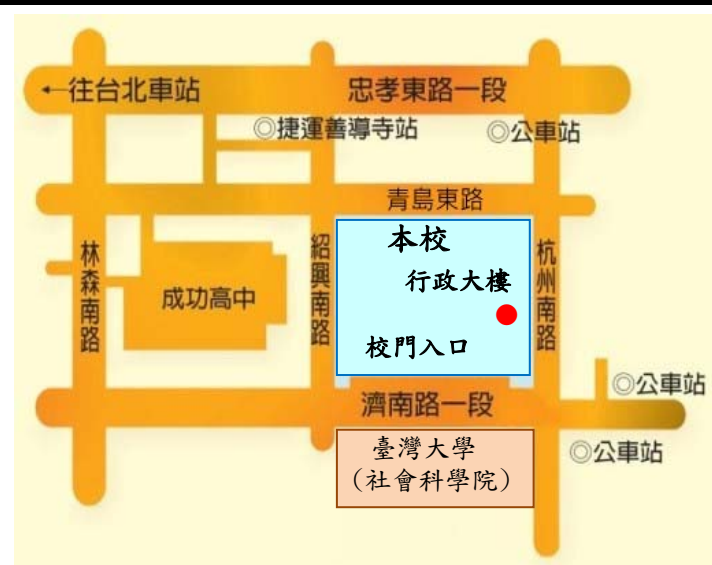 ←往台北車站
忠孝東路一段
◎捷運善導寺站
◎公車站
青島東路
林森南路
成功高中
紹興南路
本校
行政大樓
校門入口
杭州南路
濟南路一段
◎公車站
◎公車站
臺灣大學
（社會科學院）